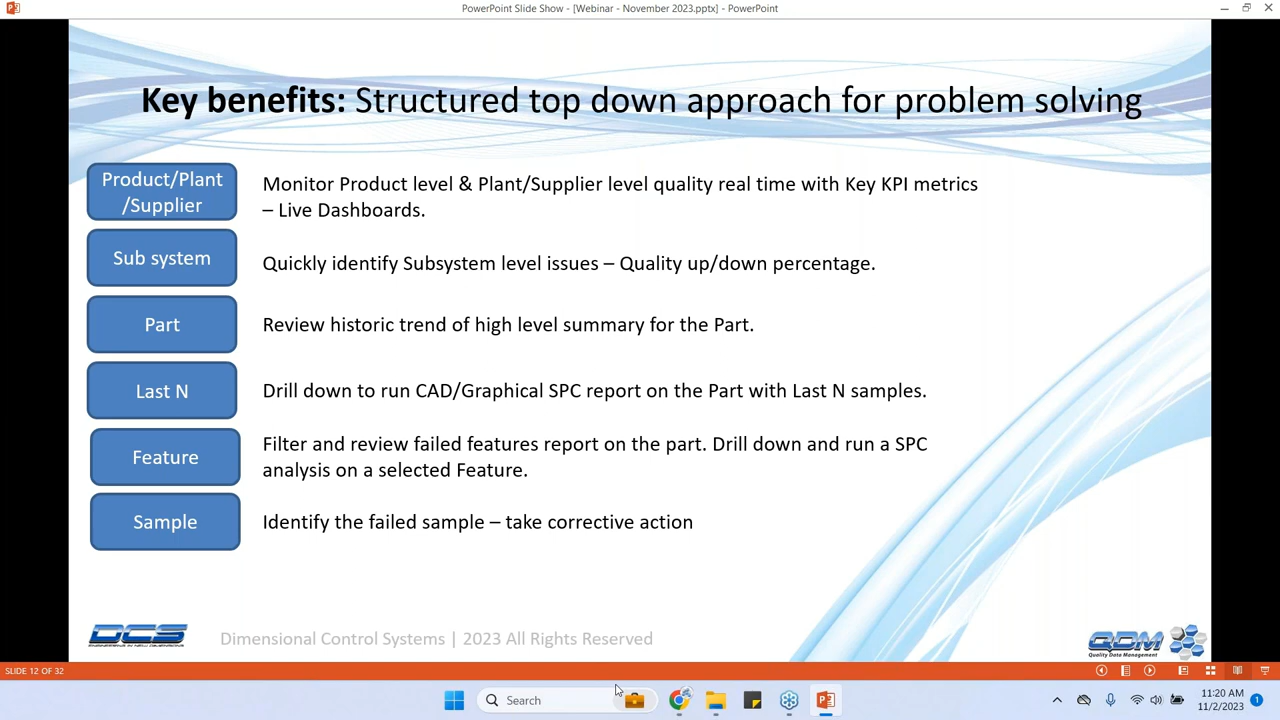 PowerPoint Slide Show - [Webinar - November 2023.pptx] - PowerPoint
Key benefits: Structured top down approach for problem solving
Product/Plant
/Supplier
Monitor Product level & Plant/Supplier level quality real time with Key KPI metrics
– Live Dashboards.
Sub system
Quickly identify Subsystem level issues – Quality up/down percentage.
Part
Review historic trend of high level summary for the Part.
Last N
Drill down to run CAD/Graphical SPC report on the Part with Last N samples.
Feature
Filter and review failed features report on the part. Drill down and run a SPC
analysis on a selected Feature.
Sample
Identify the failed sample – take corrective action
DCS
Dimensional Control Systems | 2023 All Rights Reserved
QDM
Quality Data Management
SLIDE 12 OF 32
Search
11:20 AM
11/2/2023
1